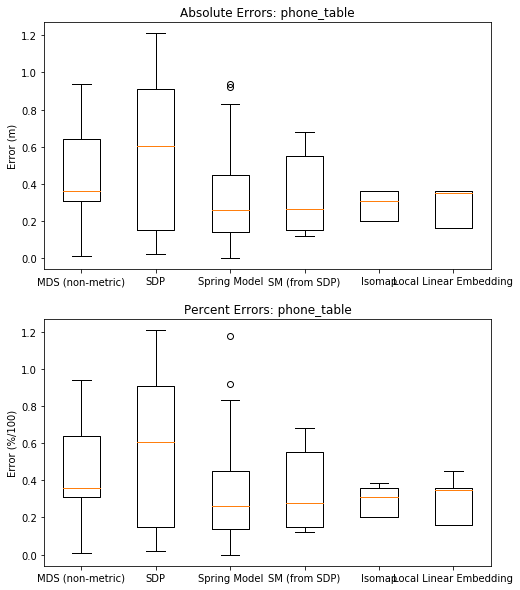 Absolute Errors: phone_table
1.2
1.0
0.8
0.6
0.4
0.2
0.0
Error (m)
MDS (non-metric) SDP Spring Model SM (from SDP) Isomap Local Linear Embedding
Percent Errors: phone_table
1.2
1.0
0.8
0.6
0.4
0.2
0.0
Error (%/100)
MDS (non-metric) SDP Spring Model SM (from SDP) Isomap Local Linear Embedding